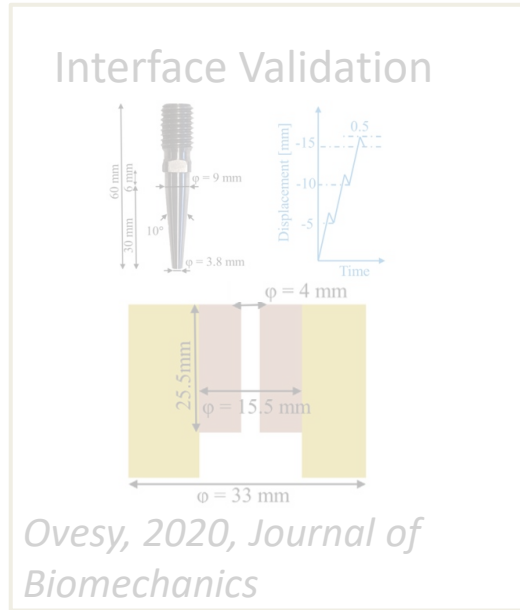 Interface Validation
60 mm
6 mm
30 mm
φ = 9 mm
10°
φ = 3.8 mm
Displacement [mm]
-15
-10
-5
0.5
Time
φ = 4 mm
25.5mm
φ = 15.5 mm
φ = 33 mm
Ovesy, 2020, Journal of
Biomechanics